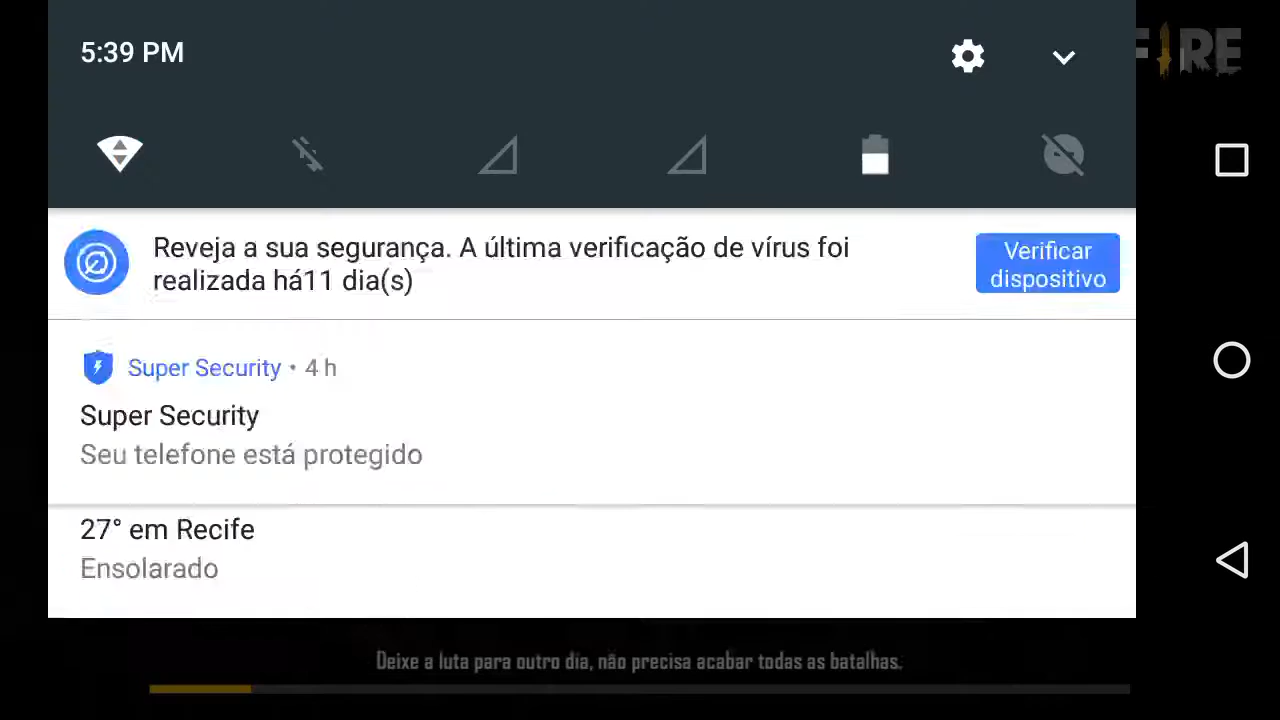 5:39 PM
FIRE
Reveja a sua segurança. A última verificação de vírus foi
realizada há11 dia(s)
Verificar
dispositivo
Super Security • 4 h
Super Security
Seu telefone está protegido
27° em Recife
Ensolarado
Deixe a luta para outro dia, não precisa acabar todas as batalhas.